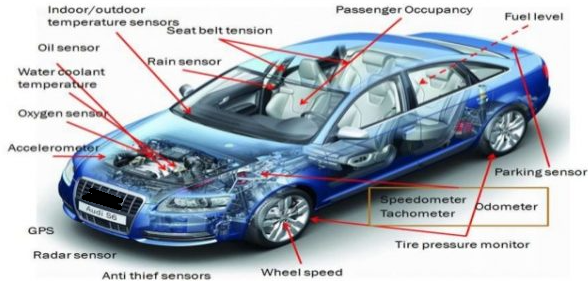 Indoor/outdoor
temperature sensors
Passenger Occupancy
Fuel level
Seat belt tension
Oil sensor
Rain sensor
Water coolant
temperature
Oxygen sensor
Accelerometer
Parking sensor
Audi S6
Speedometer
Tachometer
Odometer
GPS
Tire pressure monitor
Radar sensor
Anti thief sensors
Wheel speed